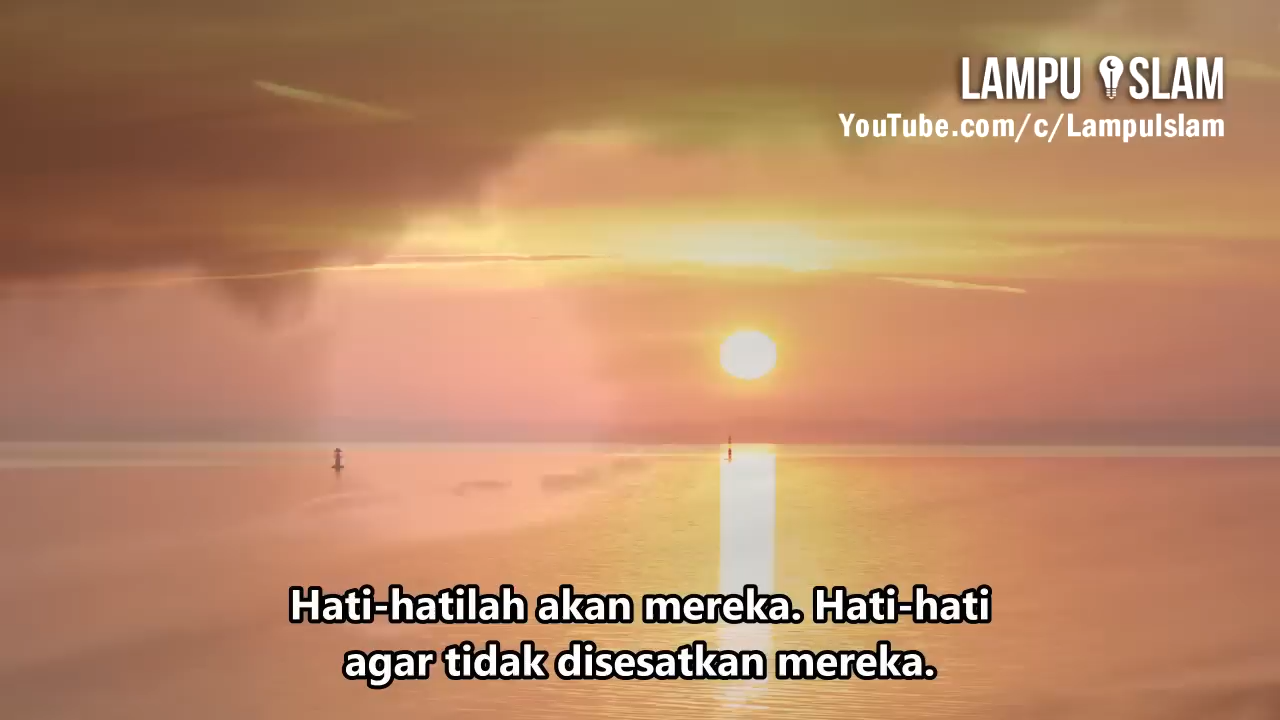 LAMPU ISLAM
YouTube.com/c/LampuIslam
Hati-hatilah akan mereka. Hati-hati
agar tidak disesatkan mereka.